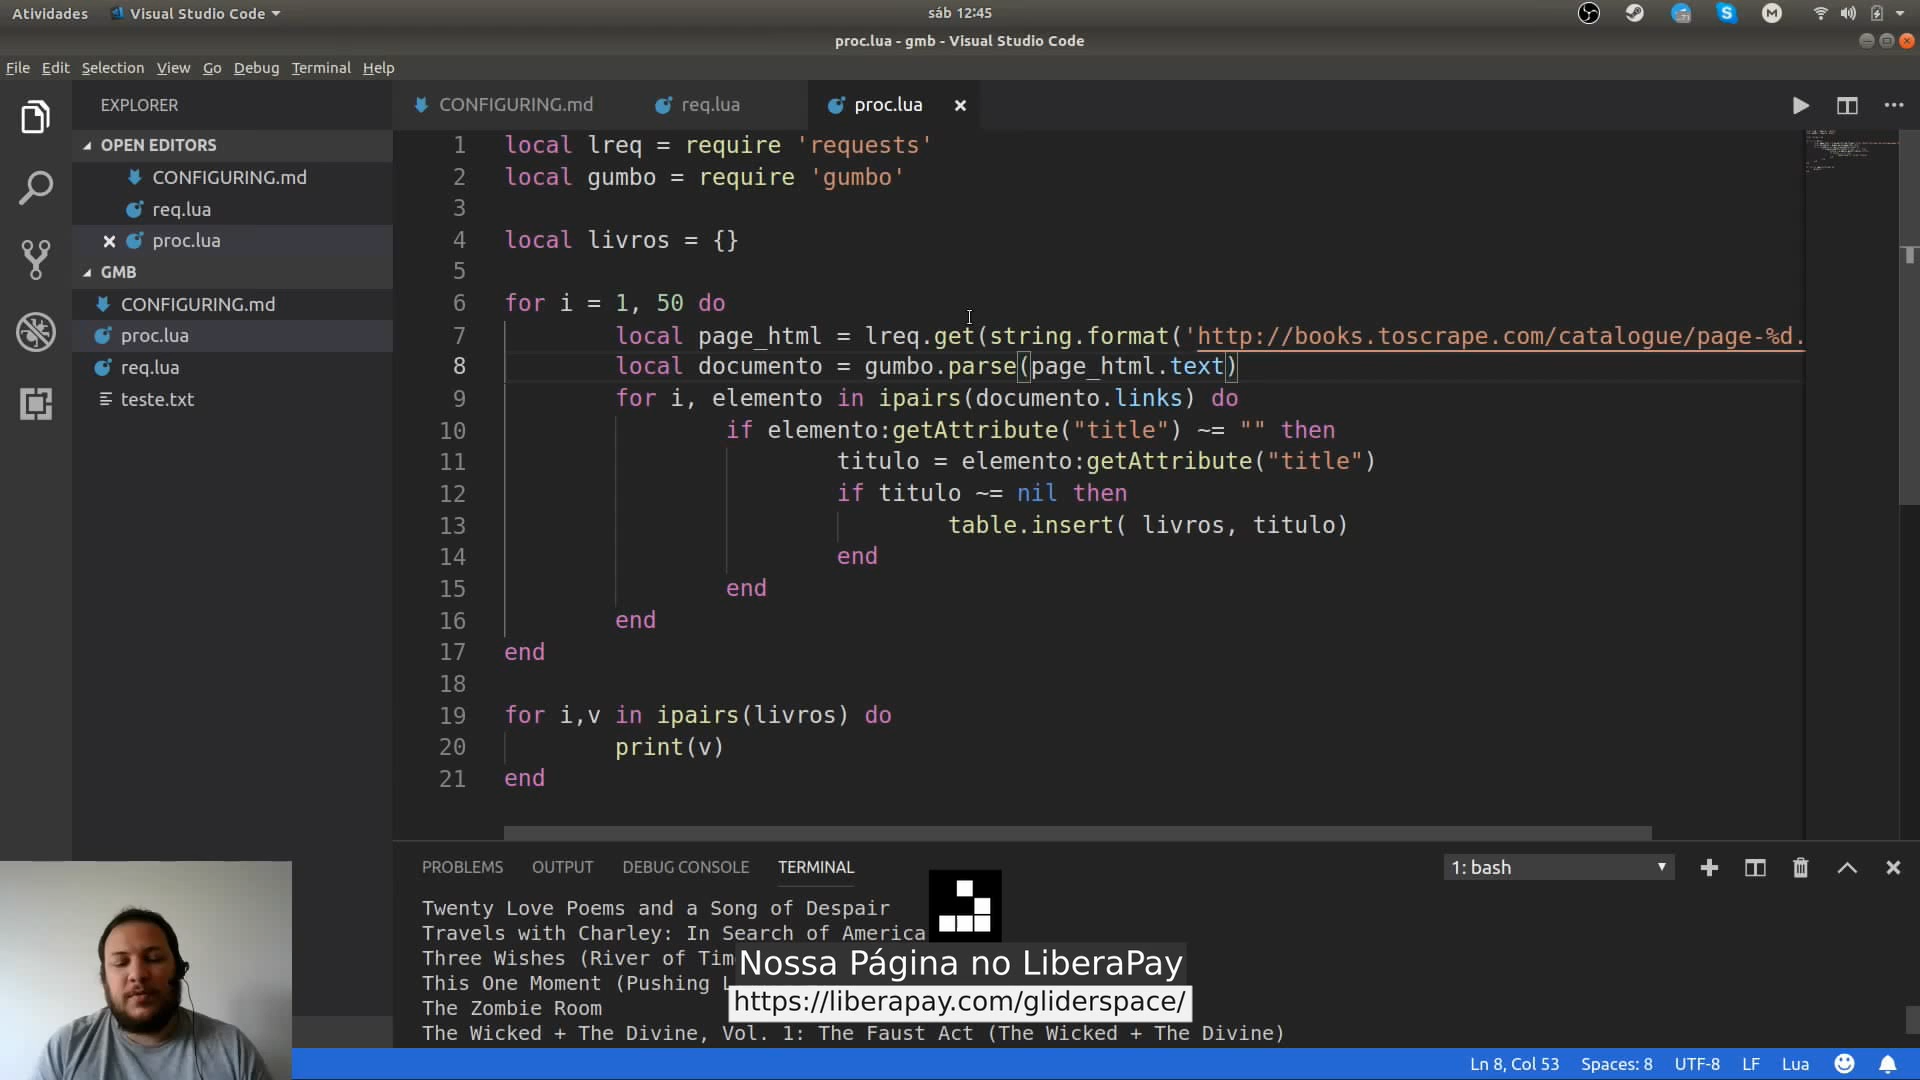 Atividades Visual Studio Code sáb 12:45 71 M
proc.lua - gmb - Visual Studio Code
File Edit Selection View Go Debug Terminal Help
EXPLORER
OPEN EDITORS
CONFIGURING.md
req.lua
proc.lua
GMB
CONFIGURING.md
proc.lua
req.lua
teste.txt
CONFIGURING.md req.lua proc.lua
1 local lreq = require 'requests'
2 local gumbo = require 'gumbo'
3
4 local livros = {}
5
6 for i = 1, 50 do
7 local page_html = lreq.get(string.format('http://books.toscrape.com/catalogue/page-%d.
8 local documento = gumbo.parse(page_html.text)
9 for i, elemento in ipairs(documento.links) do
10 if elemento:getAttribute("title") ~= "" then
11 titulo = elemento:getAttribute("title")
12 if titulo ~= nil then
13 table.insert( livros, titulo)
14 end
15 end
16 end
17 end
18
19 for i,v in ipairs(livros) do
20 print(v)
21 end
PROBLEMS OUTPUT DEBUG CONSOLE TERMINAL 1: bash
Twenty Love Poems and a Song of Despair
Travels with Charley: In Search of America
Three Wishes (River of Tim
This One Moment (Pushing L
The Zombie Room
The Wicked + The Divine, Vol. 1: The Faust Act (The Wicked + The Divine)
Nossa Página no LiberaPay
https://liberapay.com/gliderspace/
Ln 8, Col 53 Spaces: 8 UTF-8 LF Lua